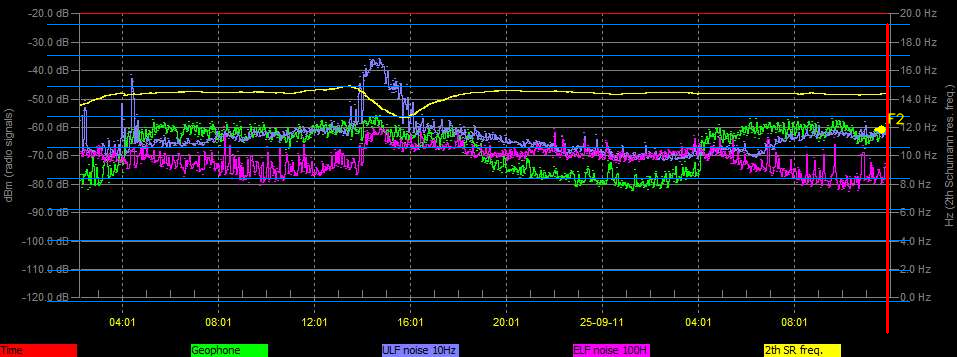 -20.0 dB
-30.0 dB
-40.0 dB
-50.0 dB
-60.0 dB
-70.0 dB
-80.0 dB
-90.0 dB
-100.0 dB
-110.0 dB
-120.0 dB
dBm (radio signals)
20.0 Hz
18.0 Hz
16.0 Hz
14.0 Hz
12.0 Hz
10.0 Hz
8.0 Hz
6.0 Hz
4.0 Hz
2.0 Hz
0.0 Hz
Hz (2th Schumann res. freq.)
F2
04:01 08:01 12:01 16:01 20:01 25-09-11 04:01 08:01
Time Geophone ULF noise 10Hz ELF noise 100H 2th SR freq.